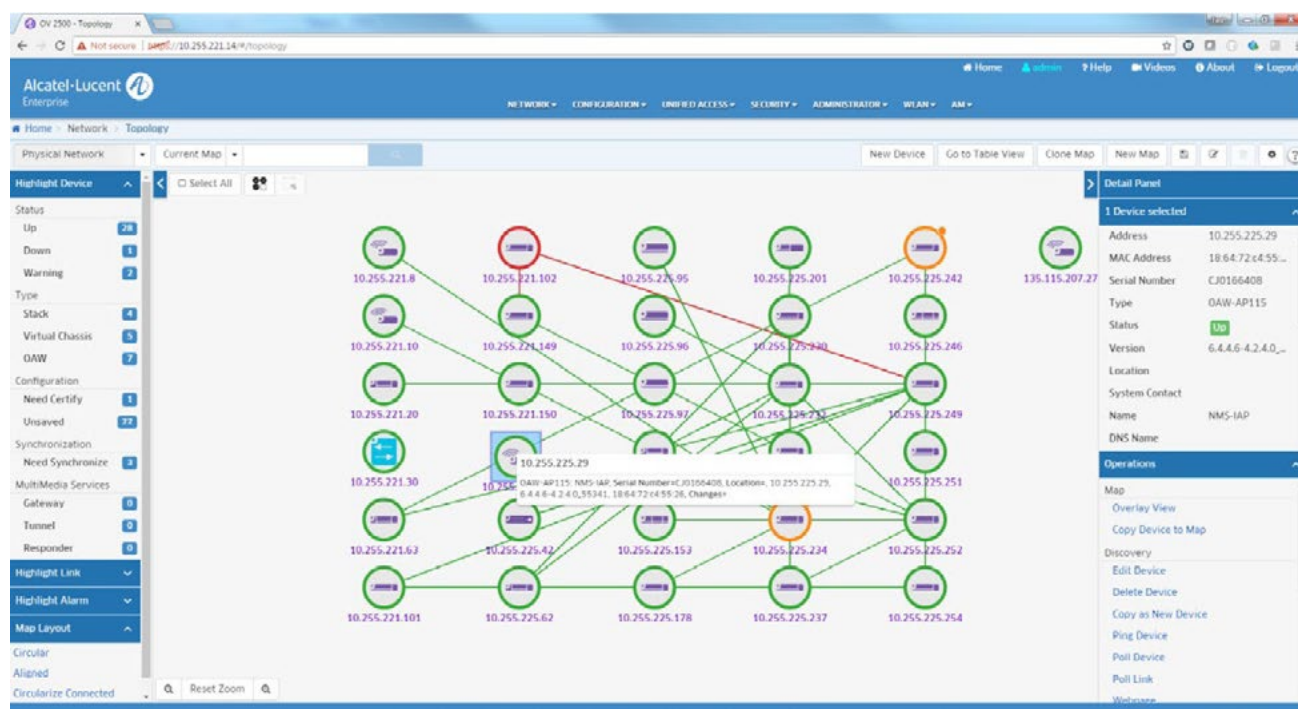 OV 2500 - Topology
Not secure https://10.255.221.14/#/topology
Home admin ? Help Videos About Logout
Alcatel-Lucent
Enterprise
NETWORK CONFIGURATION UNIFIED ACCESS SECURITY ADMINISTRATOR WLAN AM
Home > Network > Topology
Physical Network Current Map New Device Go to Table View Clone Map New Map
Highlight Device
Select All
Detail Panel
Status
Up 28
Down 1
Warning 2
Type
Stack 4
Virtual Chassis 5
OAW 7
Configuration
Need Certify 1
Unsaved 22
Synchronization
Need Synchronize 3
MultiMedia Services
Gateway 0
Tunnel 0
Responder 0
Highlight Link
Highlight Alarm
Map Layout
Circular
Aligned
Circularize Connected
10.255.221.8 10.255.221.102 10.255.225.95 10.255.225.201 10.255.225.242 135.115.207.27
10.255.221.10 10.255.221.149 10.255.225.96 10.255.225.230 10.255.225.246
10.255.221.20 10.255.221.150 10.255.225.97 10.255.225.232 10.255.225.249
10.255.221.30 10.255.225.251
10.255.225.29
OAW-AP115: NMS-IAP, Serial Number=CJ0166408, Location=, 10.255.225.29,
6.4.4.6-4.2.4.0_55341, 18:64:72:c4:55:26, Changes=
10.255.221.63 10.255.225.42 10.255.225.153 10.255.225.234 10.255.225.252
10.255.221.101 10.255.225.62 10.255.225.178 10.255.225.237 10.255.225.254
Reset Zoom
1 Device selected
Address 10.255.225.29
MAC Address 18:64:72:c4:55:...
Serial Number CJ0166408
Type OAW-AP115
Status Up
Version 6.4.4.6-4.2.4.0_...
Location
System Contact
Name NMS-IAP
DNS Name
Operations
Map
Overlay View
Copy Device to Map
Discovery
Edit Device
Delete Device
Copy as New Device
Ping Device
Poll Device
Poll Link
Webpage